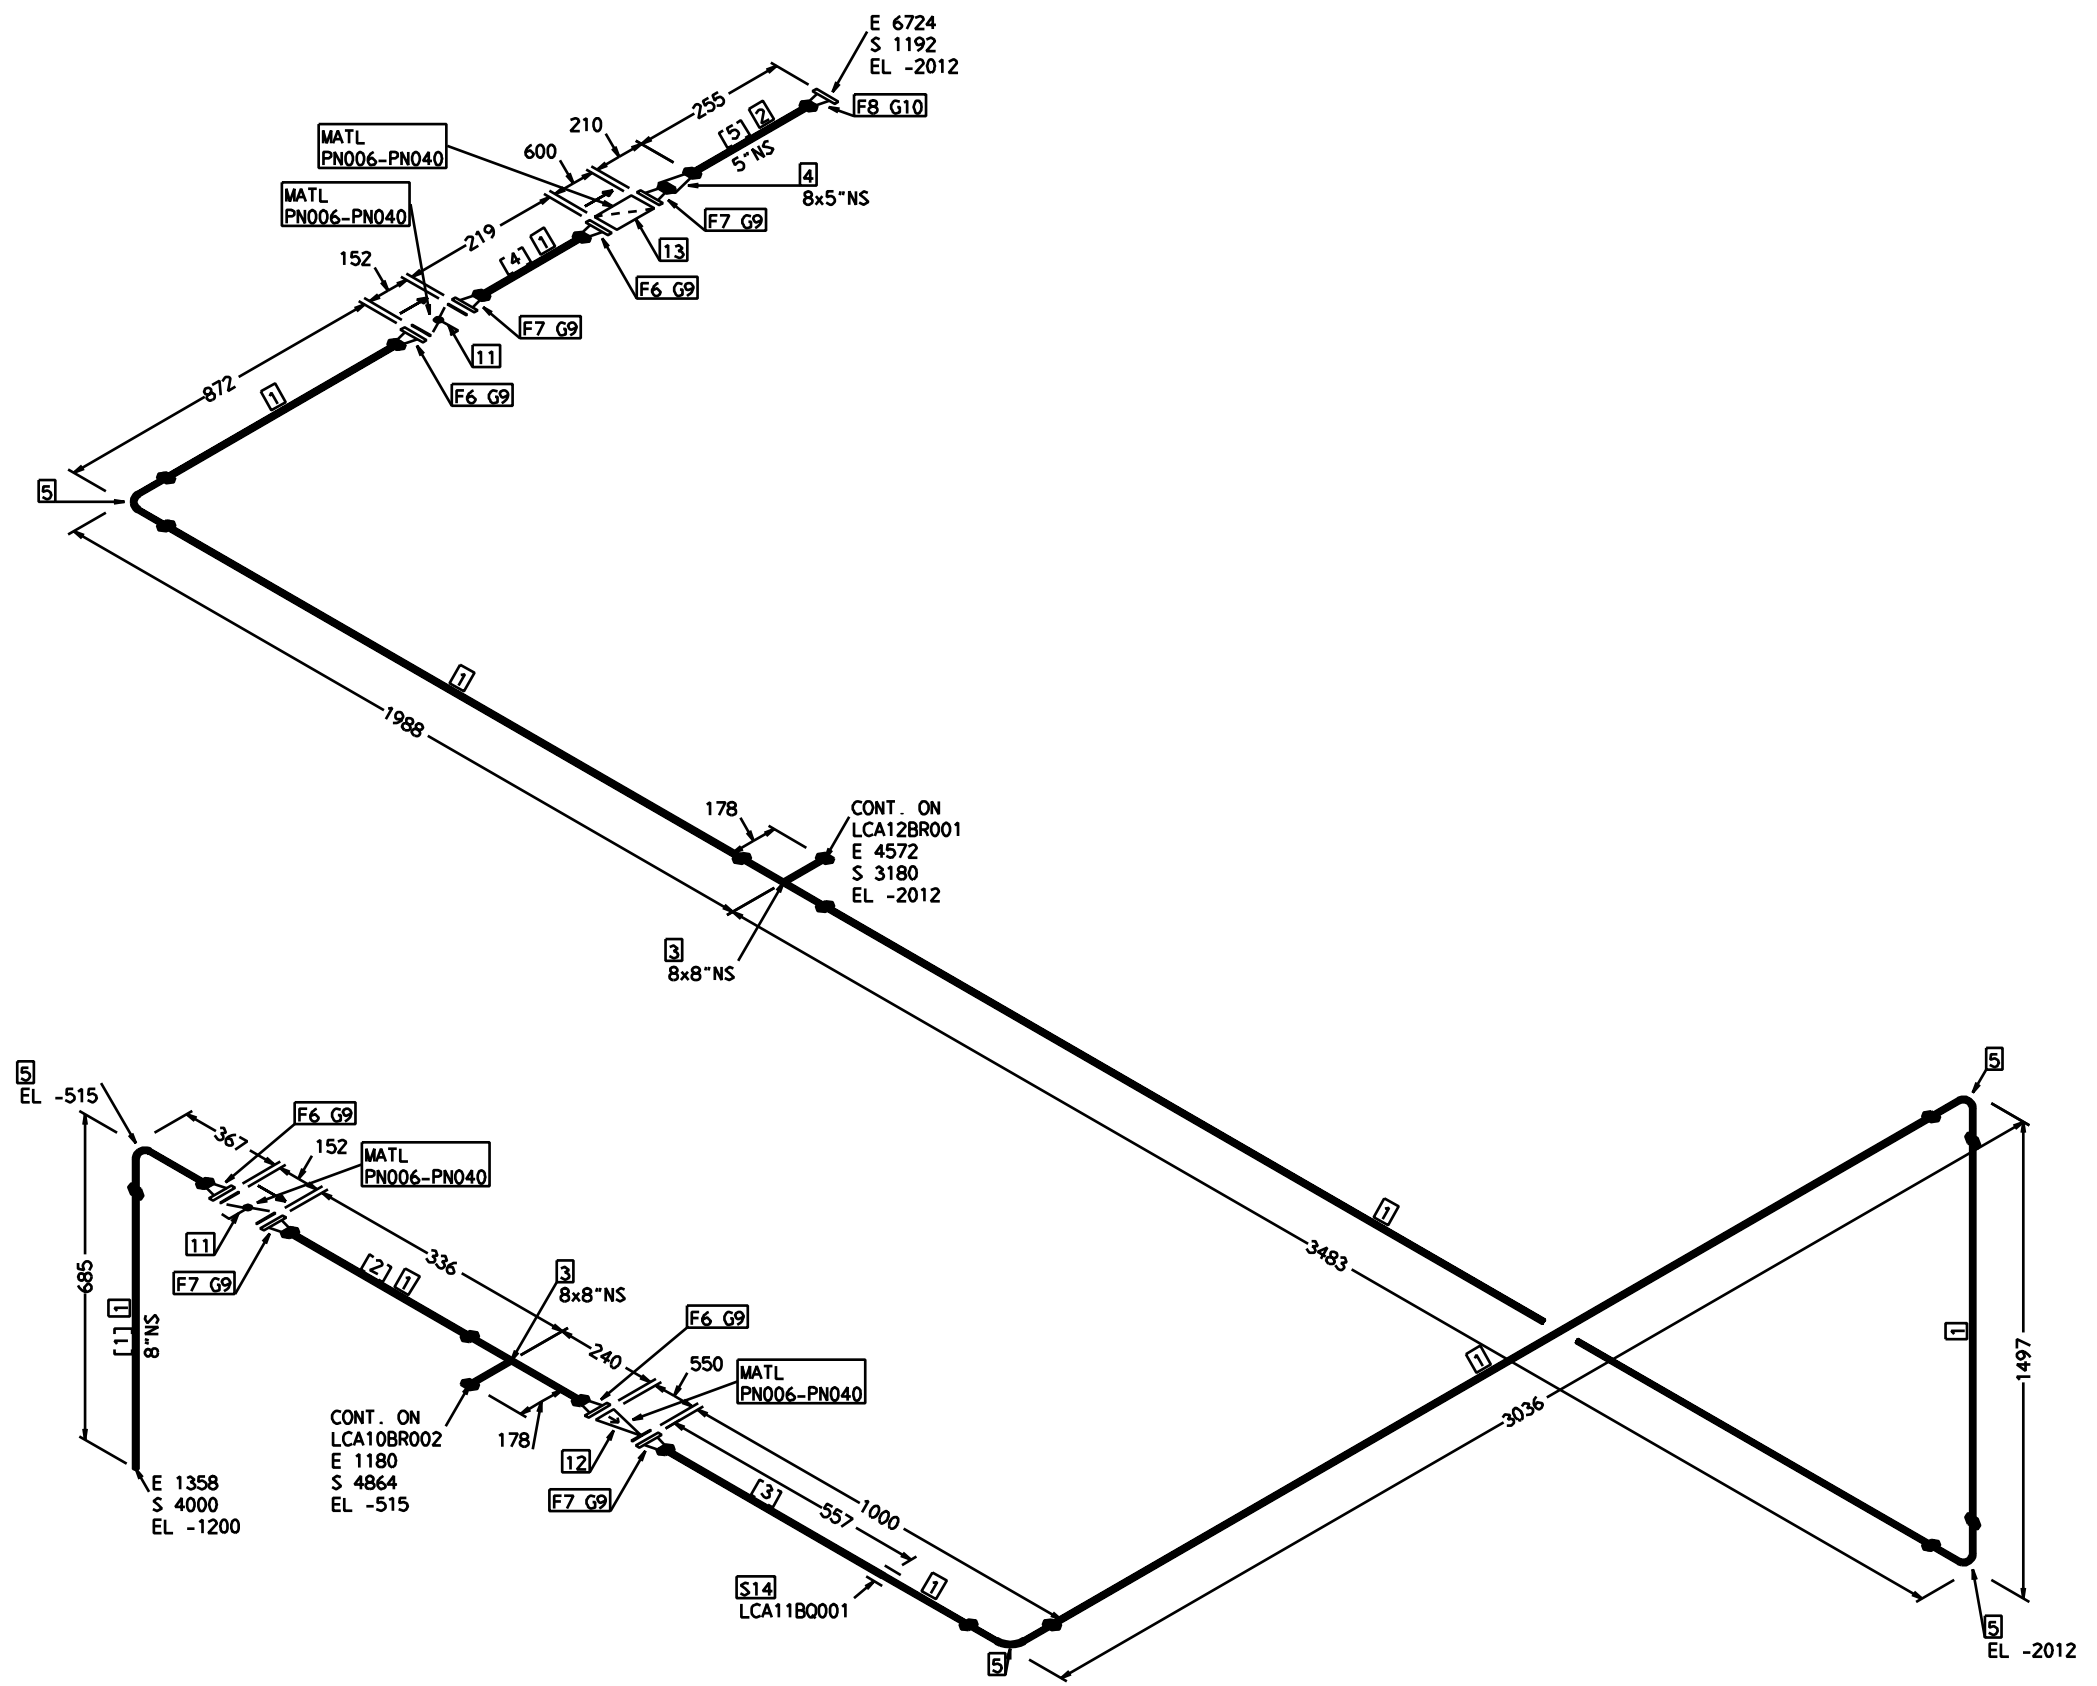 E 6724
S 1192
EL -2012
F8 G10
255
[5] 2
5"NS
210
600
MATL
PN006-PN040
4
8x5"NS
MATL
PN006-PN040
F7 G9
13
219
[4] 1
F6 G9
152
F7 G9
11
872
1
F6 G9
5
1
1988
178
CONT. ON
LCA12BR001
E 4572
S 3180
EL -2012
3
8x8"NS
5
5
EL -515
F6 G9
367
152
MATL
PN006-PN040
1
3483
11
F7 G9
685
[1] 1
8"NS
336
[2] 1
3
8x8"NS
F6 G9
240
550
MATL
PN006-PN040
1
1
1497
3036
CONT. ON
LCA10BR002
E 1180
S 4864
EL -515
178
12
F7 G9
E 1358
S 4000
EL -1200
[3]
557
1000
S14
LCA11BQ001
1
5
5
EL -2012